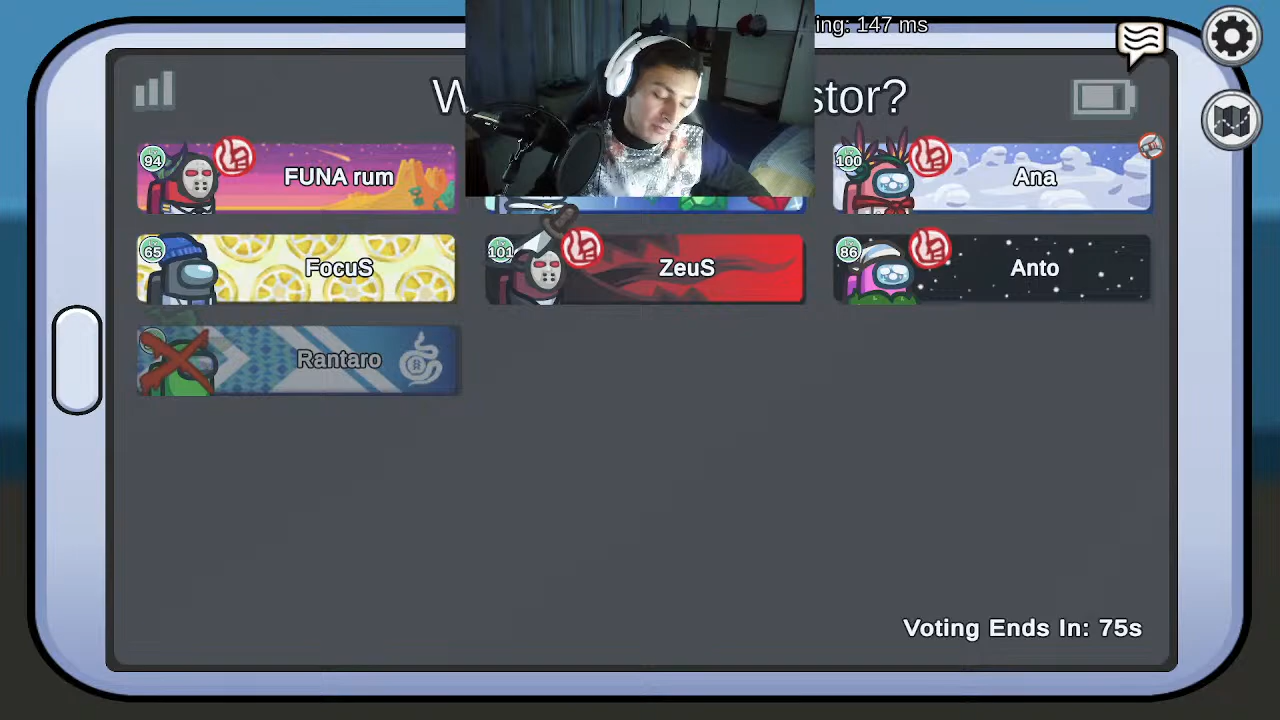 ing: 147 ms
W stor?
94 FUNA rum
100 Ana
65 FocuS
101 ZeuS
86 Anto
Rantaro
Voting Ends In: 75s